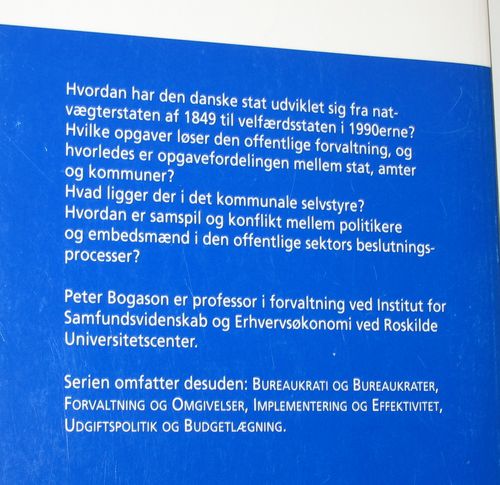 Hvordan har den danske stat udviklet sig fra nat-
vægterstaten af 1849 til velfærdsstaten i 1990erne?
Hvilke opgaver løser den offentlige forvaltning, og
hvorledes er opgavefordelingen mellem stat, amter
og kommuner?
Hvad ligger der i det kommunale selvstyre?
Hvordan er samspil og konflikt mellem politikere
og embedsmænd i den offentlige sektors beslutnings-
processer?
Peter Bogason er professor i forvaltning ved Institut for
Samfundsvidenskab og Erhvervsøkonomi ved Roskilde
Universitetscenter.
Serien omfatter desuden: BUREAUKRATI OG BUREAUKRATER,
FORVALTNING OG OMGIVELSER, IMPLEMENTERING OG EFFEKTIVITET,
UDGIFTSPOLITIK OG BUDGETLÆGNING.